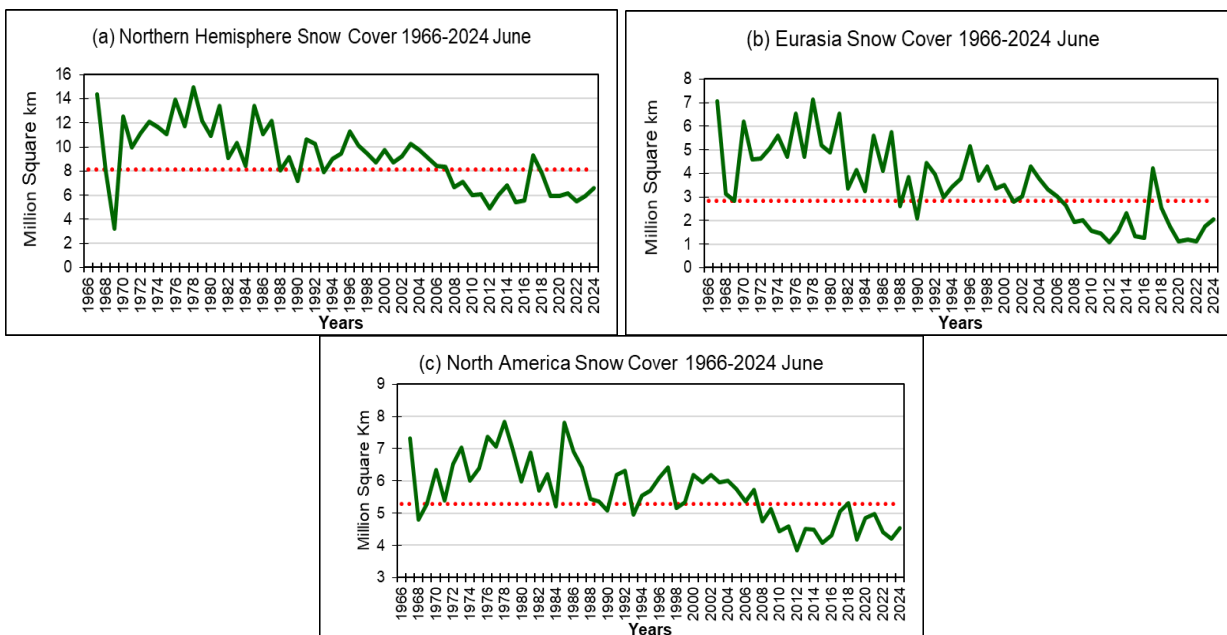 (a) Northern Hemisphere Snow Cover 1966-2024 June
Million Square km
16
14
12
10
8
6
4
2
0
1966 1968 1970 1972 1974 1976 1978 1980 1982 1984 1986 1988 1990 1992 1994 1996 1998 2000 2002 2004 2006 2008 2010 2012 2014 2016 2018 2020 2022 2024
Years
(b) Eurasia Snow Cover 1966-2024 June
Million Square km
8
7
6
5
4
3
2
1
0
1966 1968 1970 1972 1974 1976 1978 1980 1982 1984 1986 1988 1990 1992 1994 1996 1998 2000 2002 2004 2006 2008 2010 2012 2014 2016 2018 2020 2022 2024
Years
(c) North America Snow Cover 1966-2024 June
Million Square Km
9
8
7
6
5
4
3
1966 1968 1970 1972 1974 1976 1978 1980 1982 1984 1986 1988 1990 1992 1994 1996 1998 2000 2002 2004 2006 2008 2010 2012 2014 2016 2018 2020 2022 2024
Years